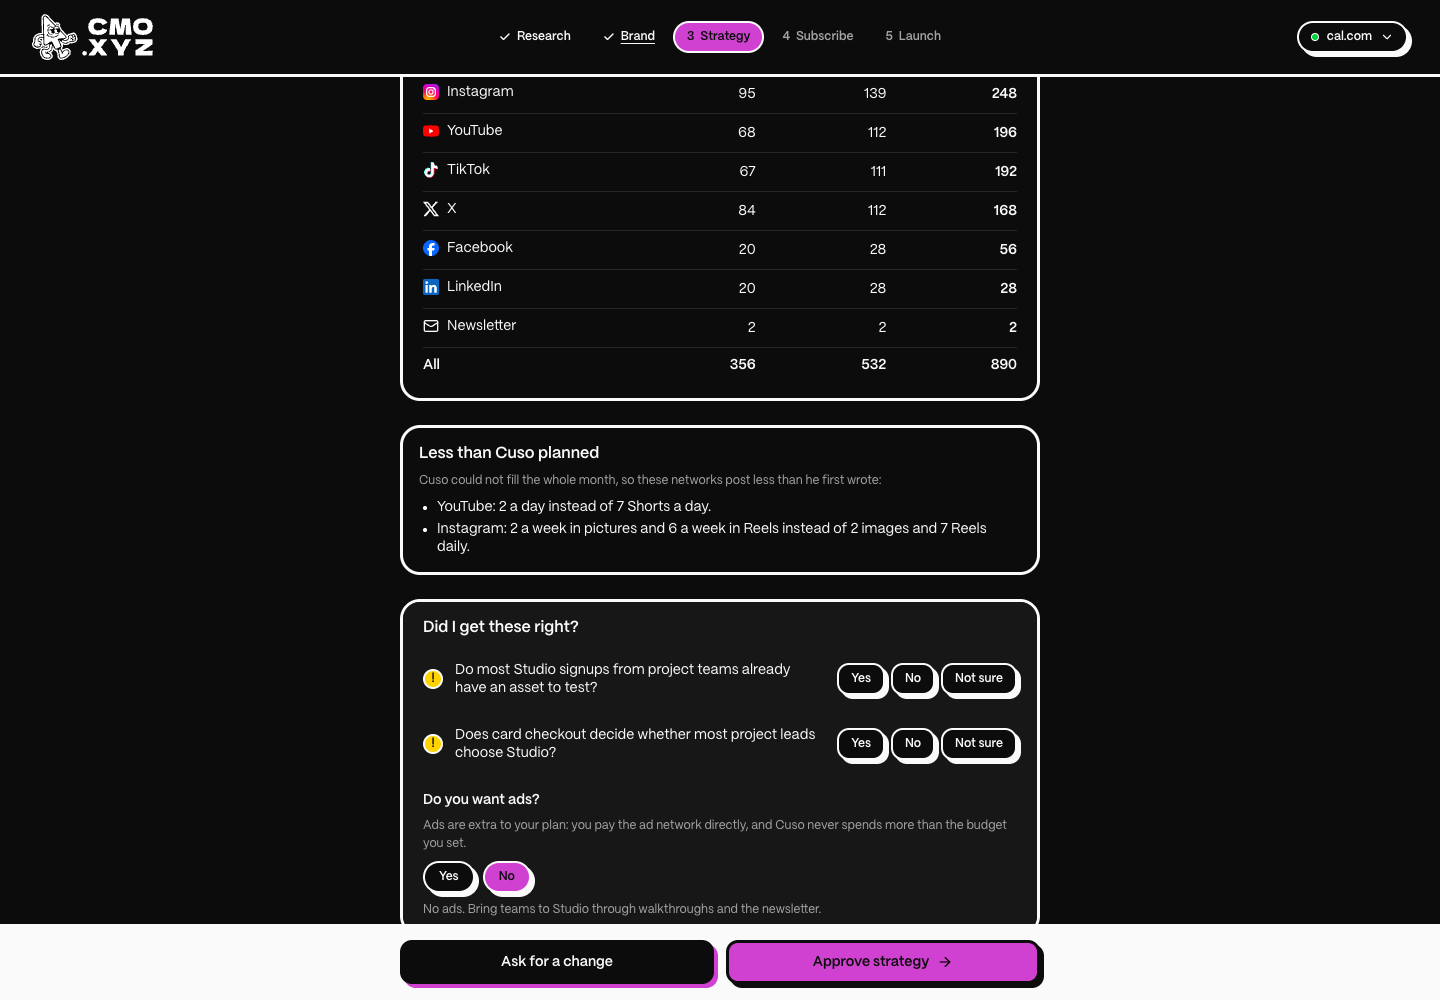 CMO
.XYZ
Research
Brand
3 Strategy
4 Subscribe
5 Launch
cal.com
Instagram 95 139 248
YouTube 68 112 196
TikTok 67 111 192
X 84 112 168
Facebook 20 28 56
LinkedIn 20 28 28
Newsletter 2 2 2
All 356 532 890
Less than Cuso planned
Cuso could not fill the whole month, so these networks post less than he first wrote:
• YouTube: 2 a day instead of 7 Shorts a day.
• Instagram: 2 a week in pictures and 6 a week in Reels instead of 2 images and 7 Reels
daily.
Did I get these right?
Do most Studio signups from project teams already
have an asset to test?
Yes No Not sure
Does card checkout decide whether most project leads
choose Studio?
Yes No Not sure
Do you want ads?
Ads are extra to your plan: you pay the ad network directly, and Cuso never spends more than the budget
you set.
Yes No
No ads. Bring teams to Studio through walkthroughs and the newsletter.
Ask for a change
Approve strategy →